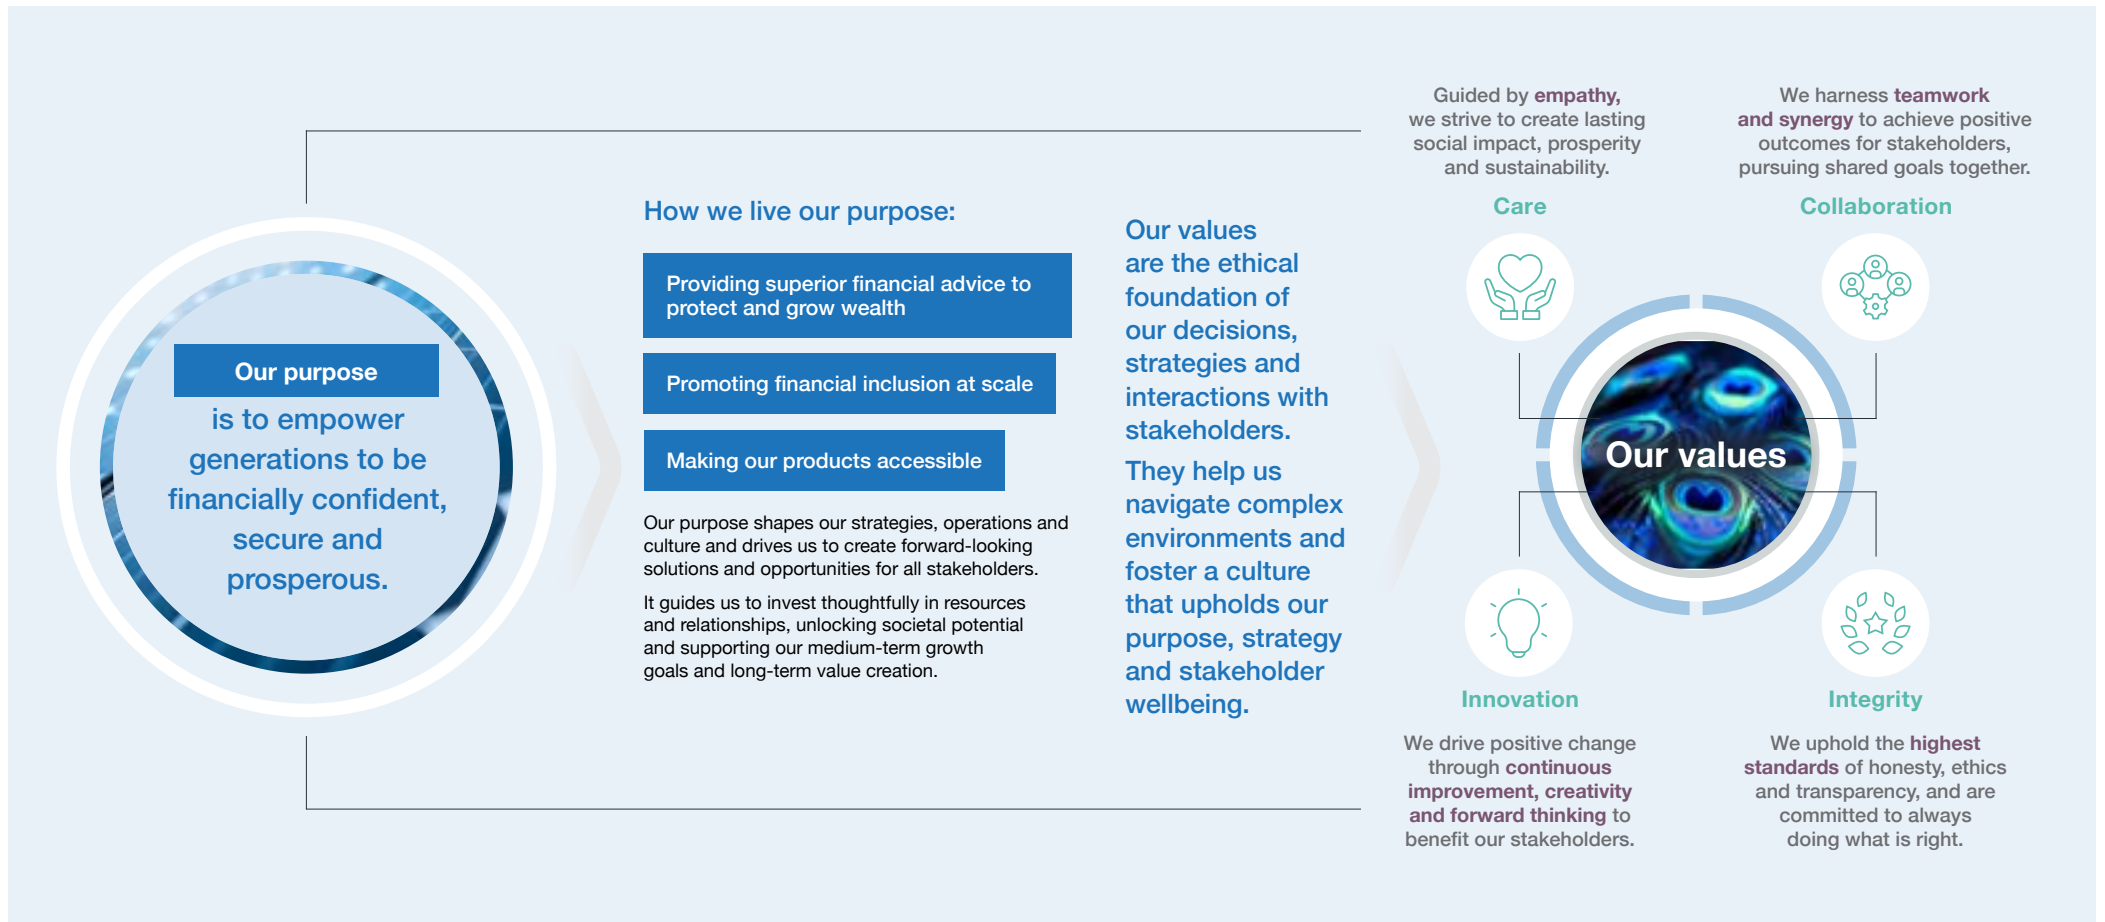 Our purpose
is to empower
generations to be
financially confident,
secure and
prosperous.
How we live our purpose:
Providing superior financial advice to
protect and grow wealth
Promoting financial inclusion at scale
Making our products accessible
Our purpose shapes our strategies, operations and
culture and drives us to create forward-looking
solutions and opportunities for all stakeholders.
It guides us to invest thoughtfully in resources
and relationships, unlocking societal potential
and supporting our medium-term growth
goals and long-term value creation.
Our values
are the ethical
foundation of
our decisions,
strategies and
interactions with
stakeholders.
They help us
navigate complex
environments and
foster a culture
that upholds our
purpose, strategy
and stakeholder
wellbeing.
Guided by empathy,
we strive to create lasting
social impact, prosperity
and sustainability.
Care
We harness teamwork
and synergy to achieve positive
outcomes for stakeholders,
pursuing shared goals together.
Collaboration
Our values
Innovation
We drive positive change
through continuous
improvement, creativity
and forward thinking to
benefit our stakeholders.
Integrity
We uphold the highest
standards of honesty, ethics
and transparency, and are
committed to always
doing what is right.